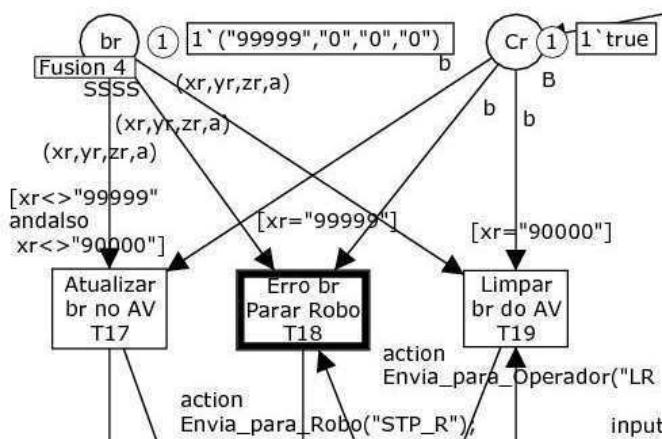 br
1
1`("99999","0","0","0")
Cr
1
1`true
Fusion 4
SSSS
b
B
(xr,yr,zr,a)
b
b
(xr,yr,zr,a)
(xr,yr,zr,a)
[xr<>"99999"
andalso
xr<>"90000"]
[xr="99999"]
[xr="90000"]
Atualizar
br no AV
T17
Erro br
Parar Robo
T18
Limpar
br do AV
T19
action
Envia_para_Operador("LR
action
Envia_para_Robo("STP_R");
input